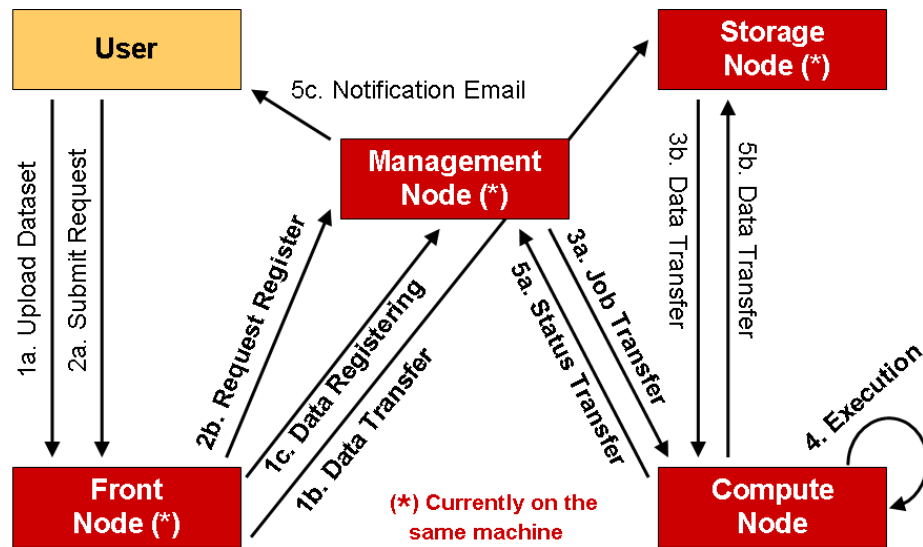 User
Storage
Node (*)
5c. Notification Email
Management
Node (*)
1a. Upload Dataset
2a. Submit Request
2b. Request Register
1c. Data Registering
1b. Data Transfer
3a. Job Transfer
5a. Status Transfer
3b. Data Transfer
5b. Data Transfer
4. Execution
Front
Node (*)
(*) Currently on the
same machine
Compute
Node